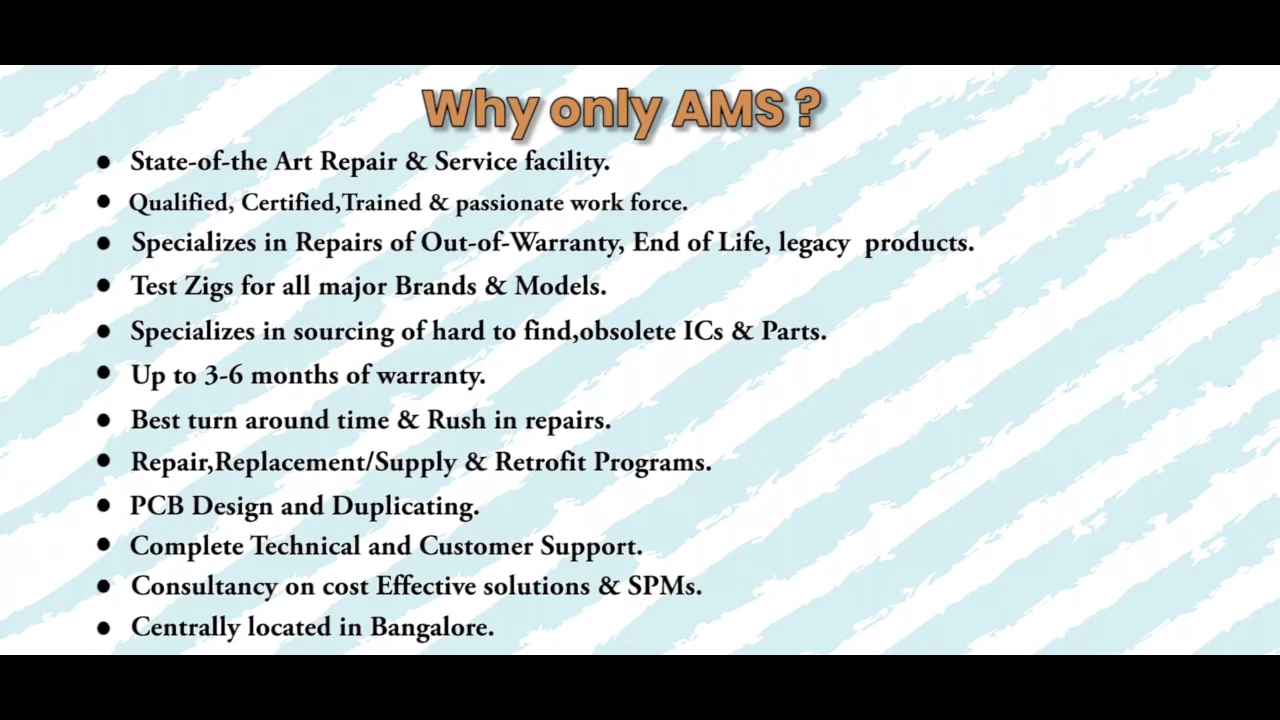 Why only AMS ?
● State-of-the Art Repair & Service facility.
● Qualified, Certified,Trained & passionate work force.
● Specializes in Repairs of Out-of-Warranty, End of Life, legacy  products.
● Test Zigs for all major Brands & Models.
● Specializes in sourcing of hard to find,obsolete ICs & Parts.
● Up to 3-6 months of warranty.
● Best turn around time & Rush in repairs.
● Repair,Replacement/Supply & Retrofit Programs.
● PCB Design and Duplicating.
● Complete Technical and Customer Support.
● Consultancy on cost Effective solutions & SPMs.
● Centrally located in Bangalore.